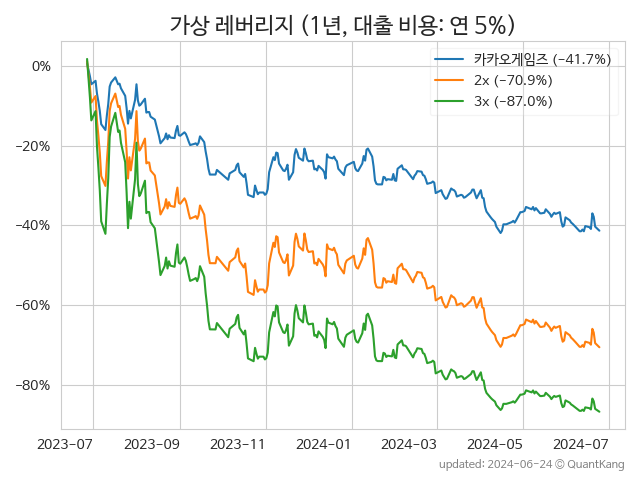 가상 레버리지 (1년, 대출 비용: 연 5%)
카카오게임즈 (−41.7%)
2x (−70.9%)
3x (−87.0%)
0%
−20%
−40%
−60%
−80%
2023-07 2023-09 2023-11 2024-01 2024-03 2024-05 2024-07
updated: 2024-06-24 © QuantKang